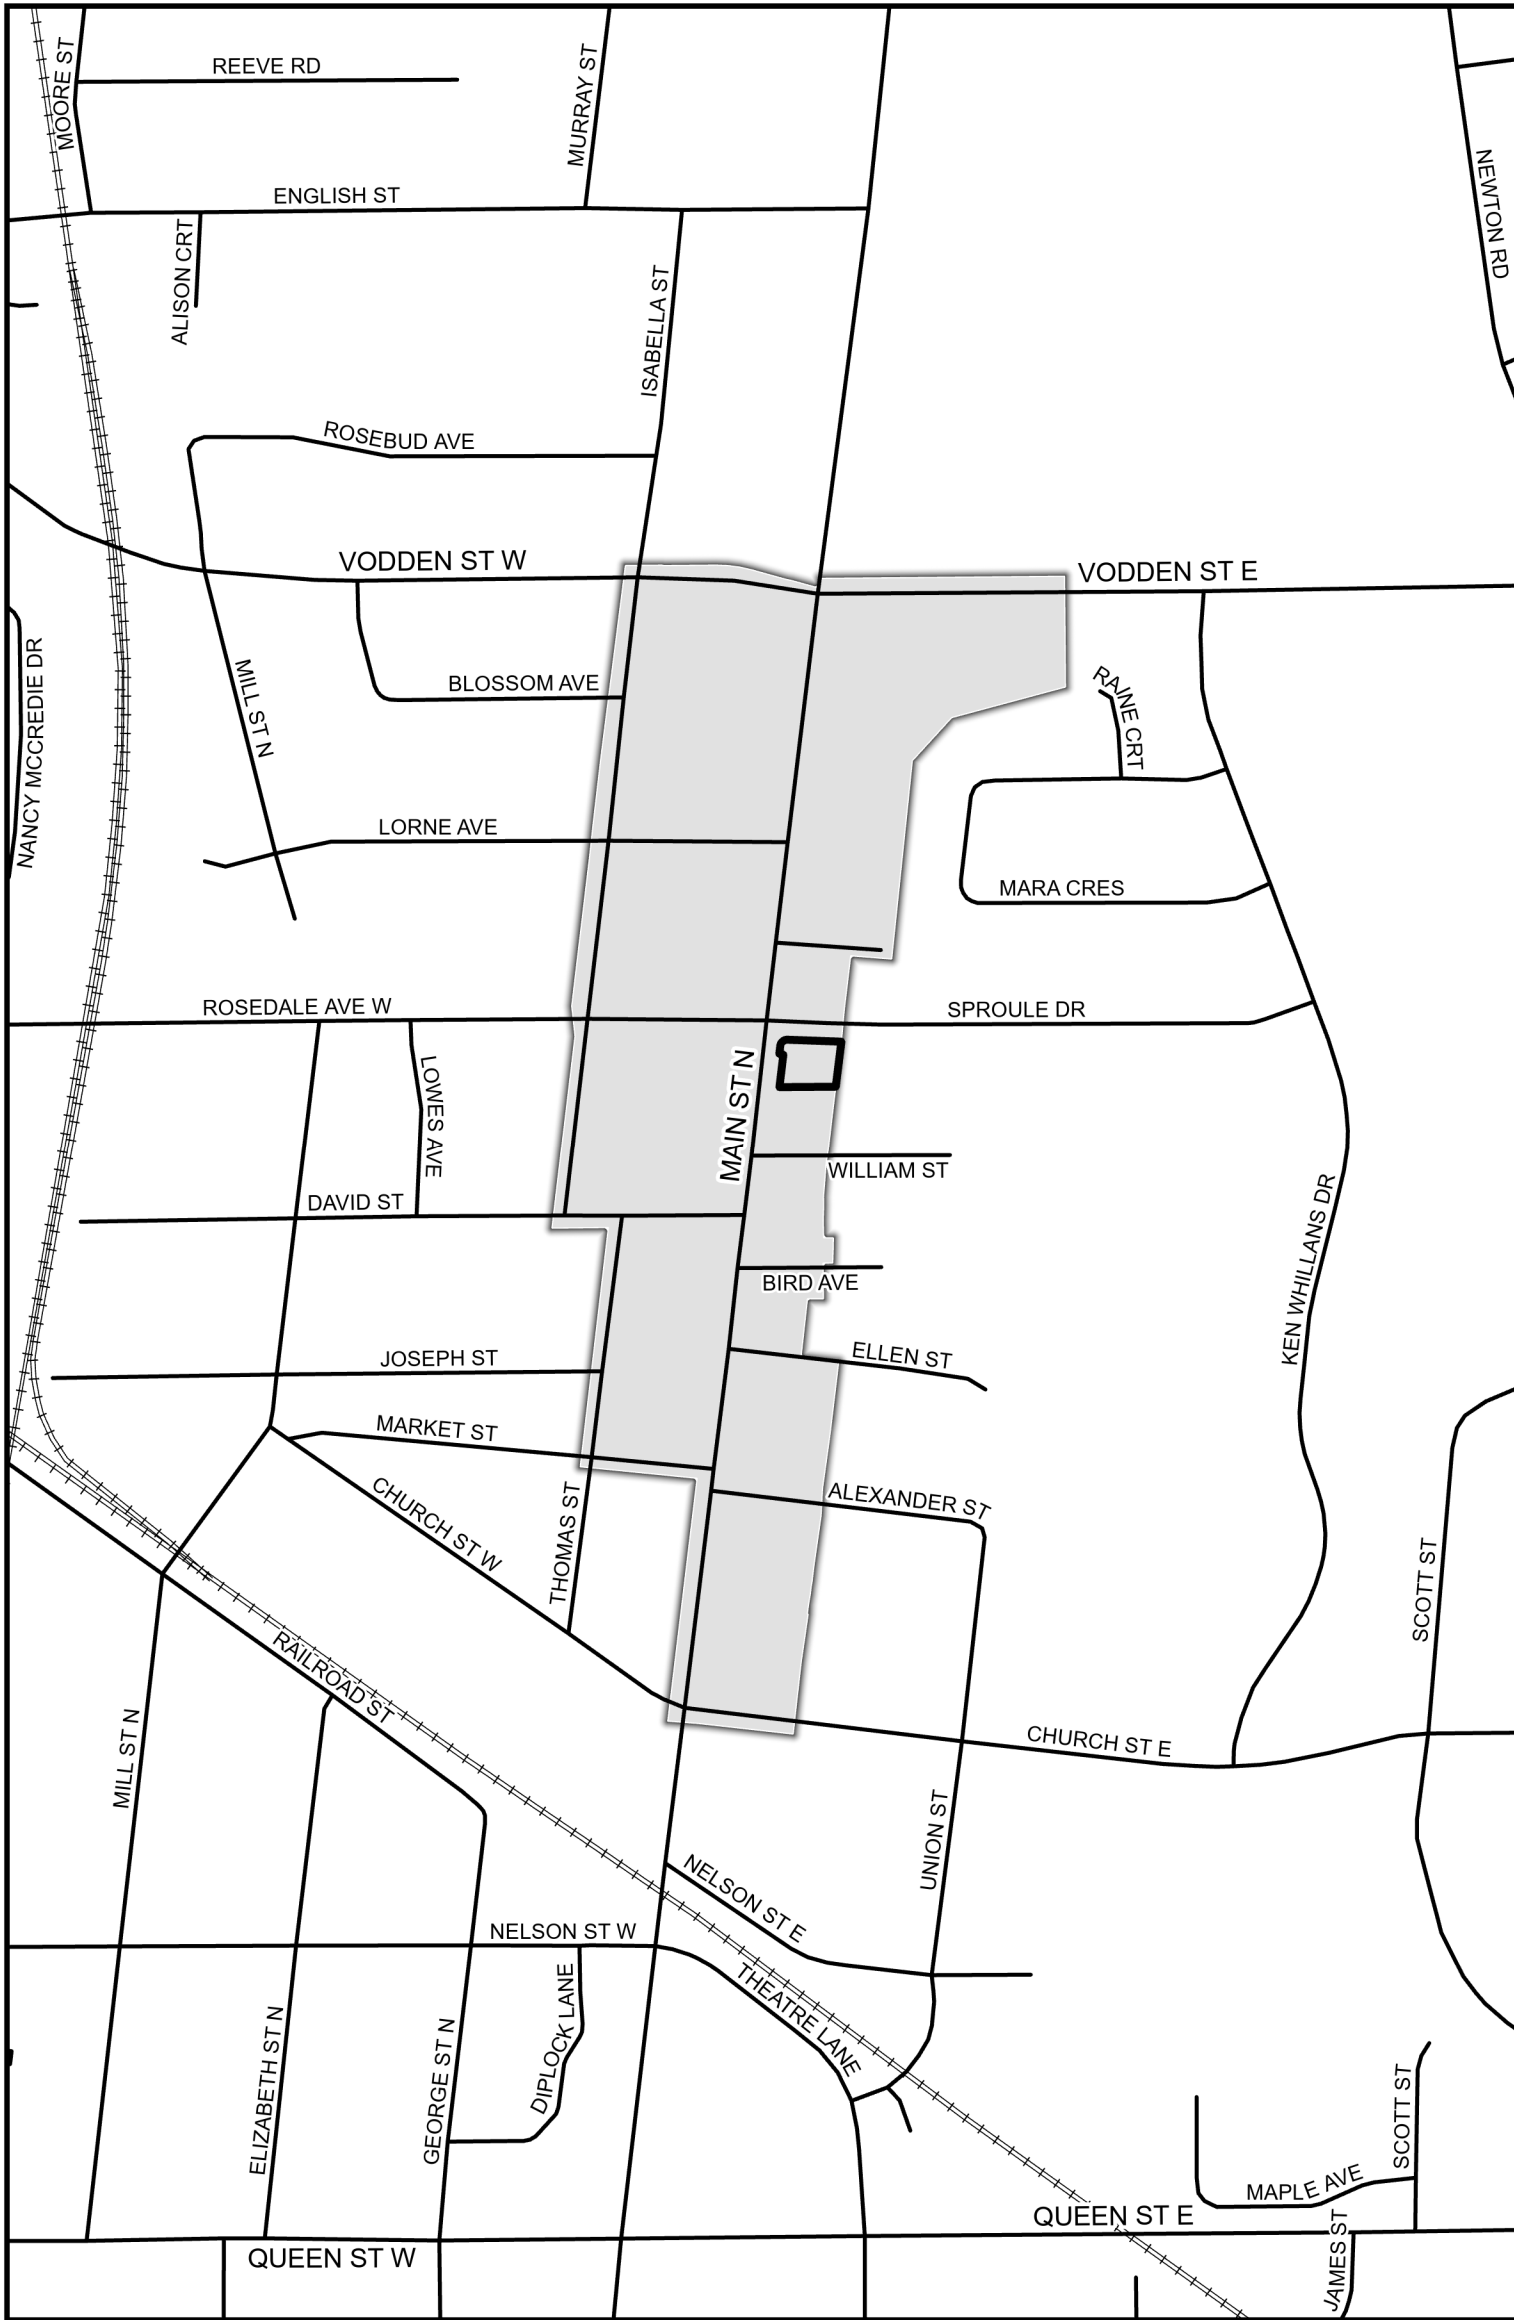 MOORE ST
REEVE RD
MURRAY ST
NEWTON RD
ENGLISH ST
ALISON CRT
ISABELLA ST
ROSEBUD AVE
VODDEN ST W
VODDEN ST E
NANCY MCCREDIE DR
MILL ST N
BLOSSOM AVE
RAINE CRT
LORNE AVE
MARA CRES
ROSEDALE AVE W
SPROULE DR
LOWES AVE
MAIN ST N
WILLIAM ST
DAVID ST
KEN WHILLANS DR
BIRD AVE
JOSEPH ST
ELLEN ST
MARKET ST
CHURCH ST W
THOMAS ST
ALEXANDER ST
SCOTT ST
RAILROAD ST
MILL ST N
CHURCH ST E
UNION ST
NELSON ST E
NELSON ST W
THEATRE LANE
DIPLOCK LANE
ELIZABETH ST N
GEORGE ST N
SCOTT ST
MAPLE AVE
QUEEN ST E
QUEEN ST W
JAMES ST